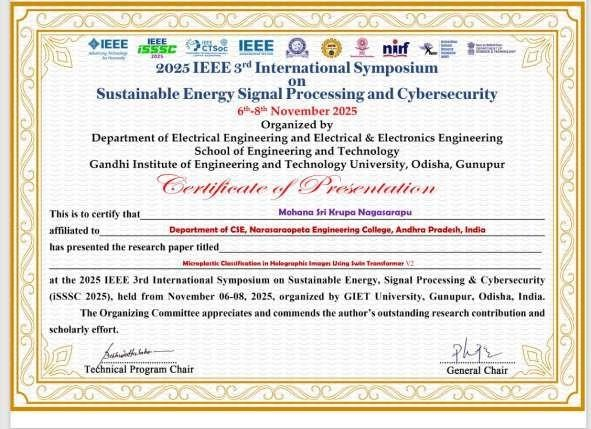 IEEE
IEEE
iSSSC
2025
IEEE
CTSoc
IEEE
nirf
2025 IEEE 3rd International Symposium
on
Sustainable Energy Signal Processing and Cybersecurity
6th-8th November 2025
Organized by
Department of Electrical Engineering and Electrical & Electronics Engineering
School of Engineering and Technology
Gandhi Institute of Engineering and Technology University, Odisha, Gunupur
Certificate of Presentation
This is to certify that Mohana Sri Krupa Nagasarapu
affiliated to Department of CSE, Narasaraopeta Engineering College, Andhra Pradesh, India
has presented the research paper titled
Microplastic Classification in Holographic Images Using Swin Transformer V2
at the 2025 IEEE 3rd International Symposium on Sustainable Energy, Signal Processing & Cybersecurity
(iSSSC 2025), held from November 06-08, 2025, organized by GIET University, Gunupur, Odisha, India.
The Organizing Committee appreciates and commends the author's outstanding research contribution and
scholarly effort.
Technical Program Chair
General Chair